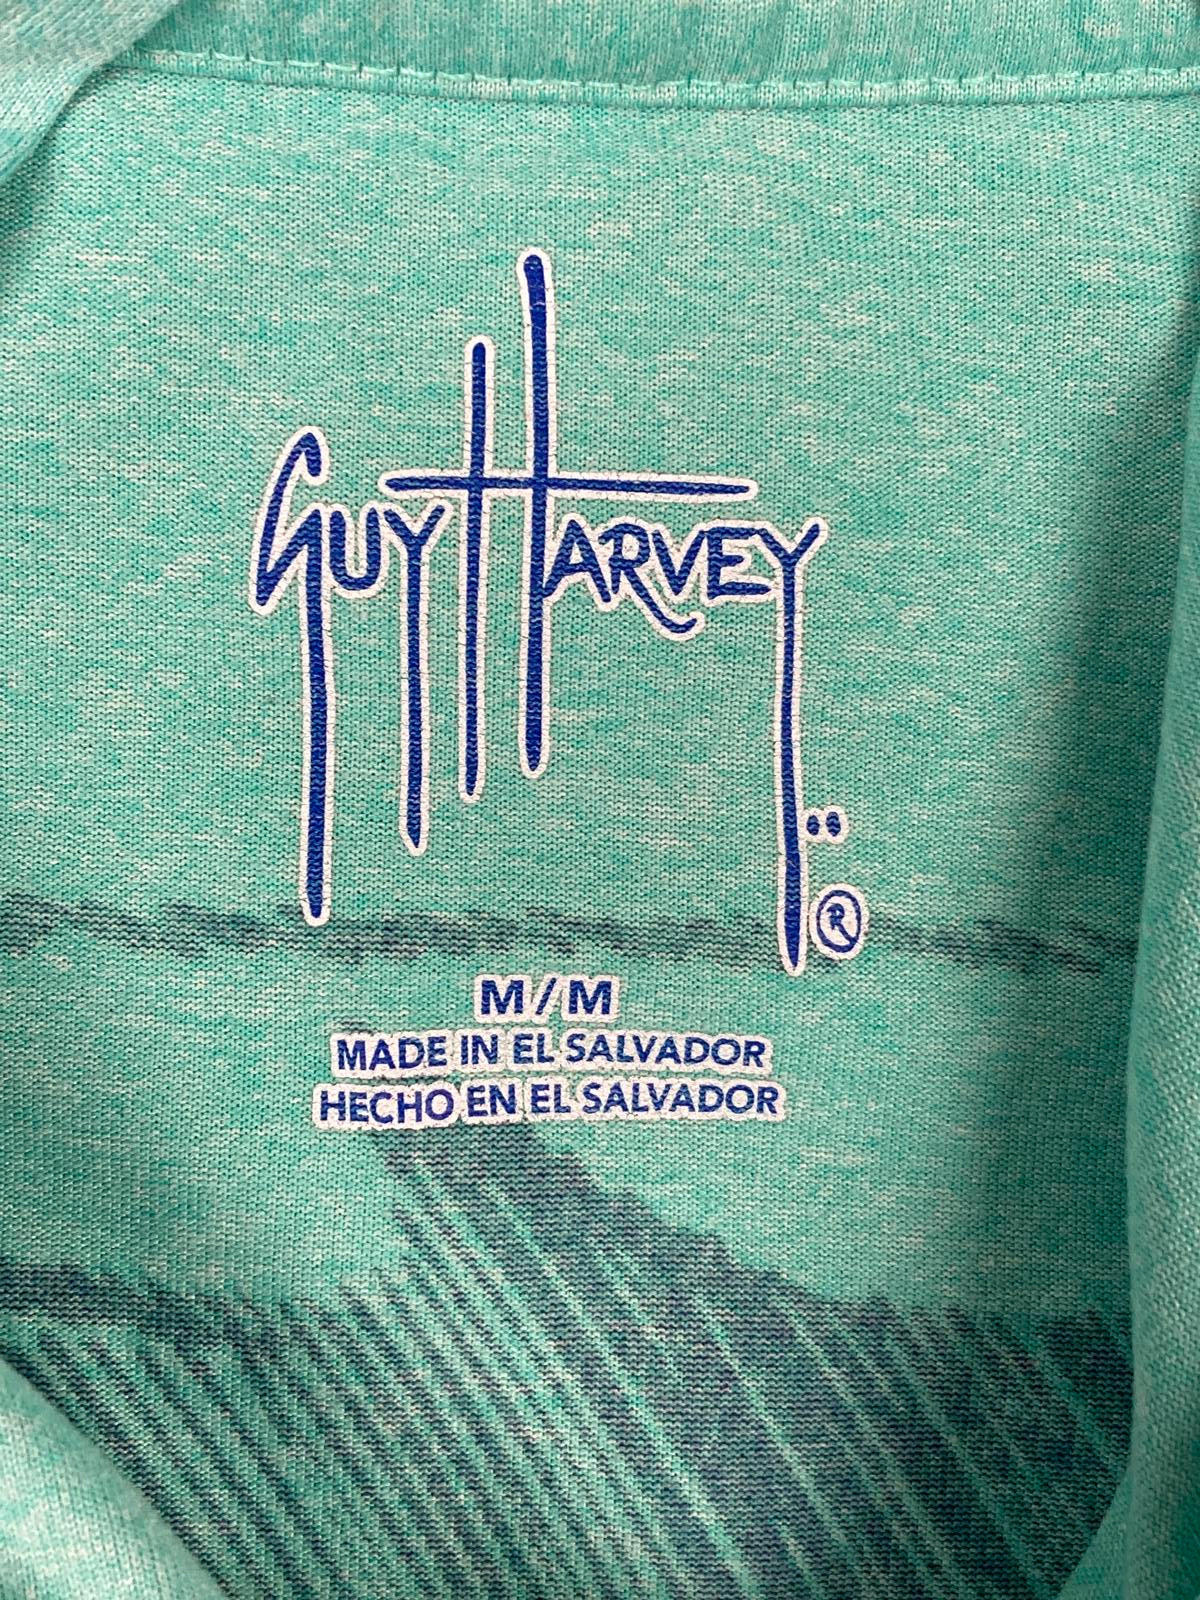 GUY HARVEY
®
M/M
MADE IN EL SALVADOR
HECHO EN EL SALVADOR